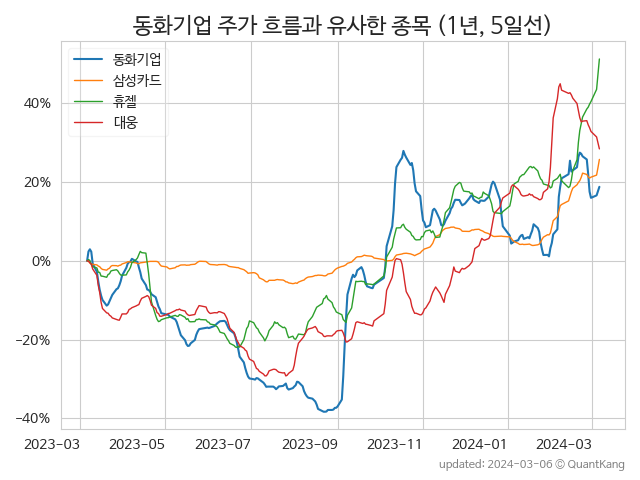 동화기업 주가 흐름과 유사한 종목 (1년, 5일선)
동화기업
삼성카드
휴젤
대웅
40%
20%
0%
−20%
−40%
2023-03 2023-05 2023-07 2023-09 2023-11 2024-01 2024-03
updated: 2024-03-06 © QuantKang